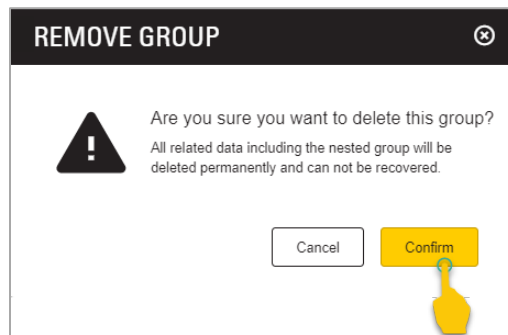 REMOVE GROUP
Are you sure you want to delete this group?
All related data including the nested group will be
deleted permanently and can not be recovered.
Cancel
Confirm